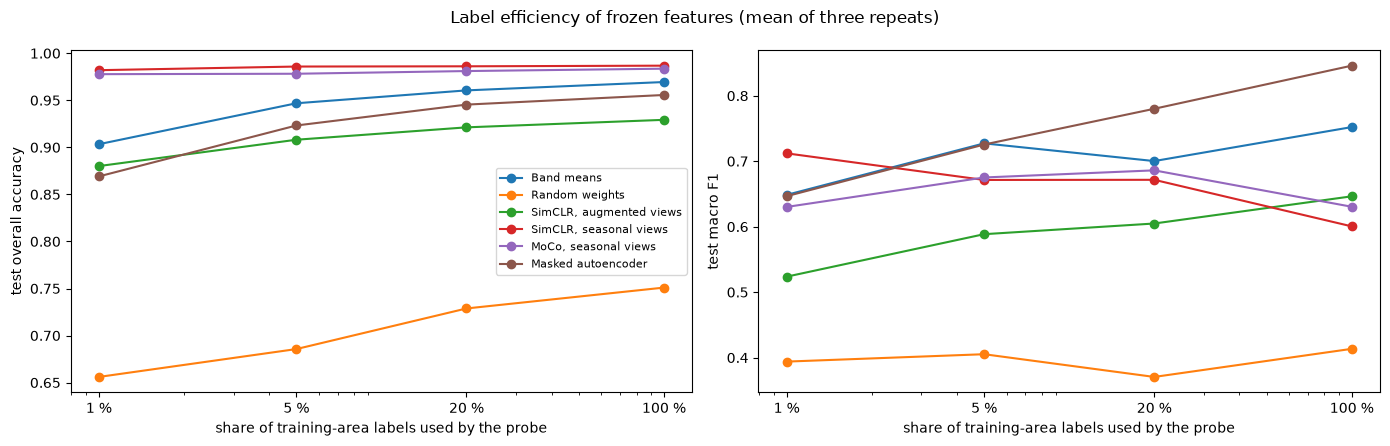 Label efficiency of frozen features (mean of three repeats)
test overall accuracy
1.00
0.95
0.90
0.85
0.80
0.75
0.70
0.65
Band means
Random weights
SimCLR, augmented views
SimCLR, seasonal views
MoCo, seasonal views
Masked autoencoder
1 %
5 %
20 %
100 %
share of training-area labels used by the probe
test macro F1
0.8
0.7
0.6
0.5
0.4
1 %
5 %
20 %
100 %
share of training-area labels used by the probe